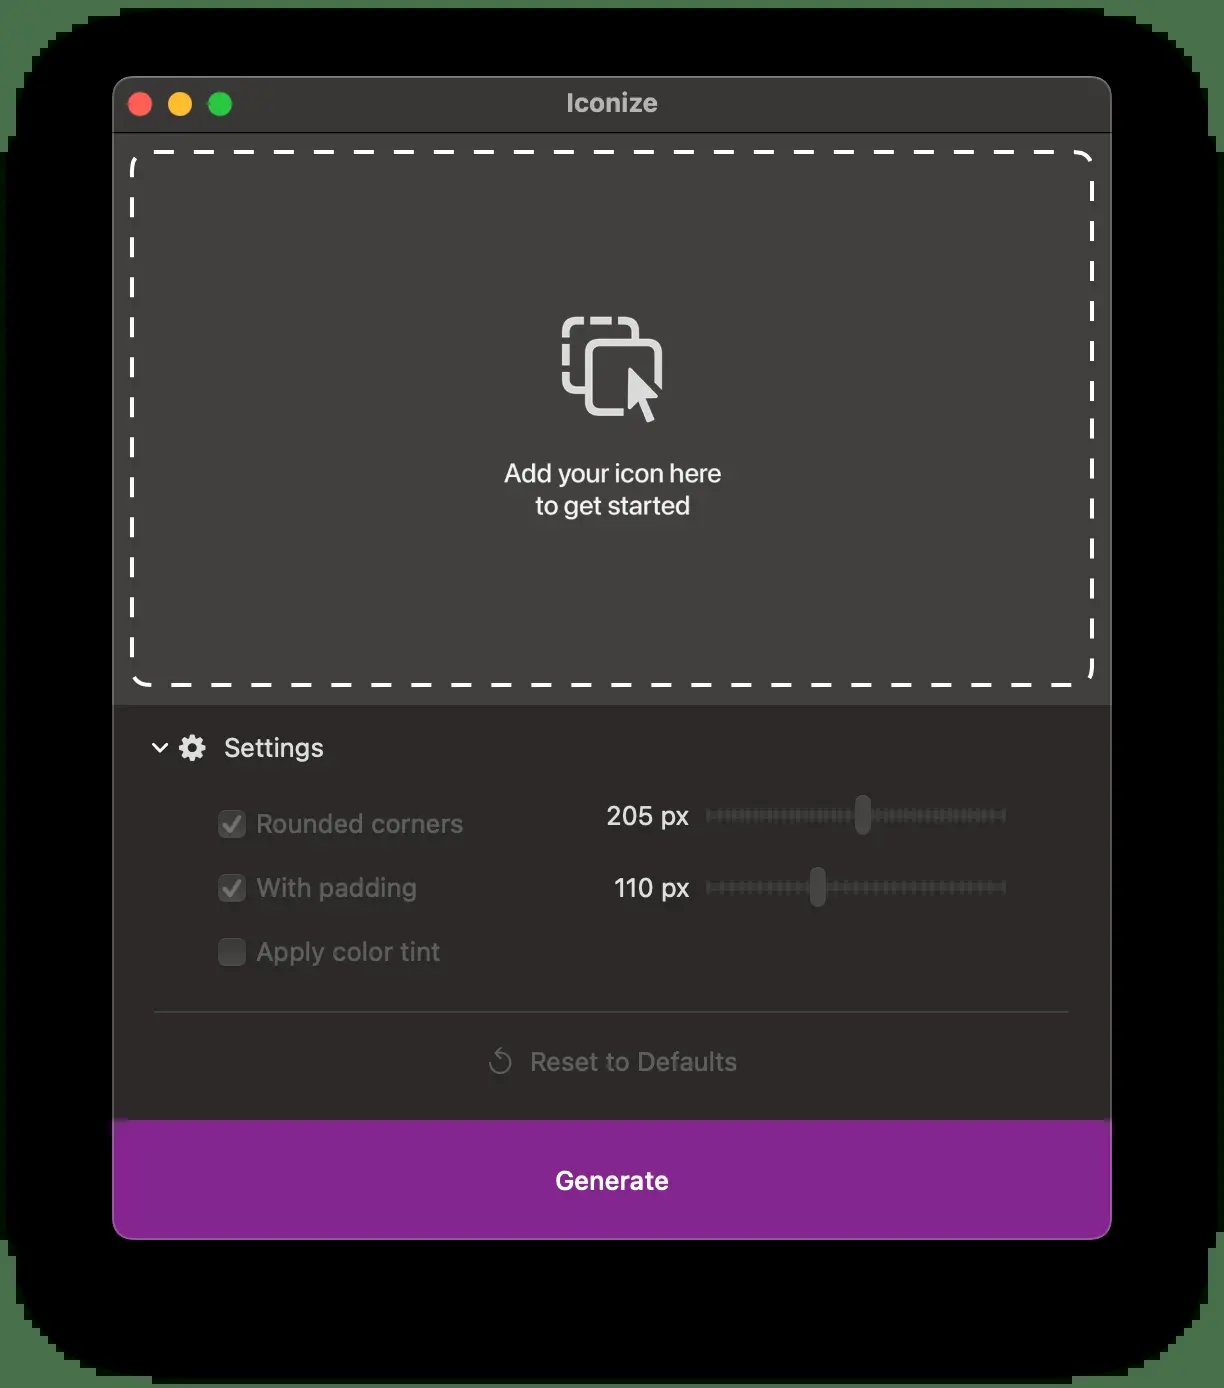 Iconize
Add your icon here
to get started
Settings
Rounded corners
205 px
With padding
110 px
Apply color tint
Reset to Defaults
Generate